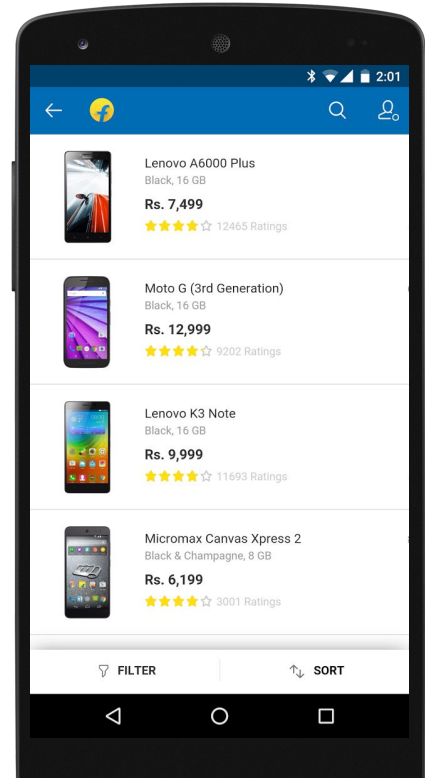 2:01
Lenovo A6000 Plus
Black, 16 GB
Rs. 7,499
12465 Ratings
Moto G (3rd Generation)
Black, 16 GB
Rs. 12,999
9202 Ratings
Lenovo K3 Note
Black, 16 GB
Rs. 9,999
11693 Ratings
Micromax Canvas Xpress 2
Black & Champagne, 8 GB
Rs. 6,199
3001 Ratings
FILTER SORT